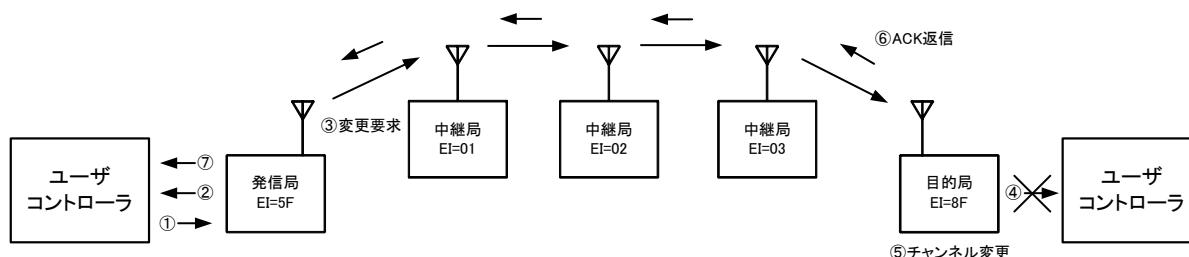 ⑥ACK返信
③変更要求
中継局
EI=01
中継局
EI=02
中継局
EI=03
ユーザ
コントローラ
⑦
②
①
発信局
EI=5F
目的局
EI=8F
④
ユーザ
コントローラ
⑤チャンネル変更